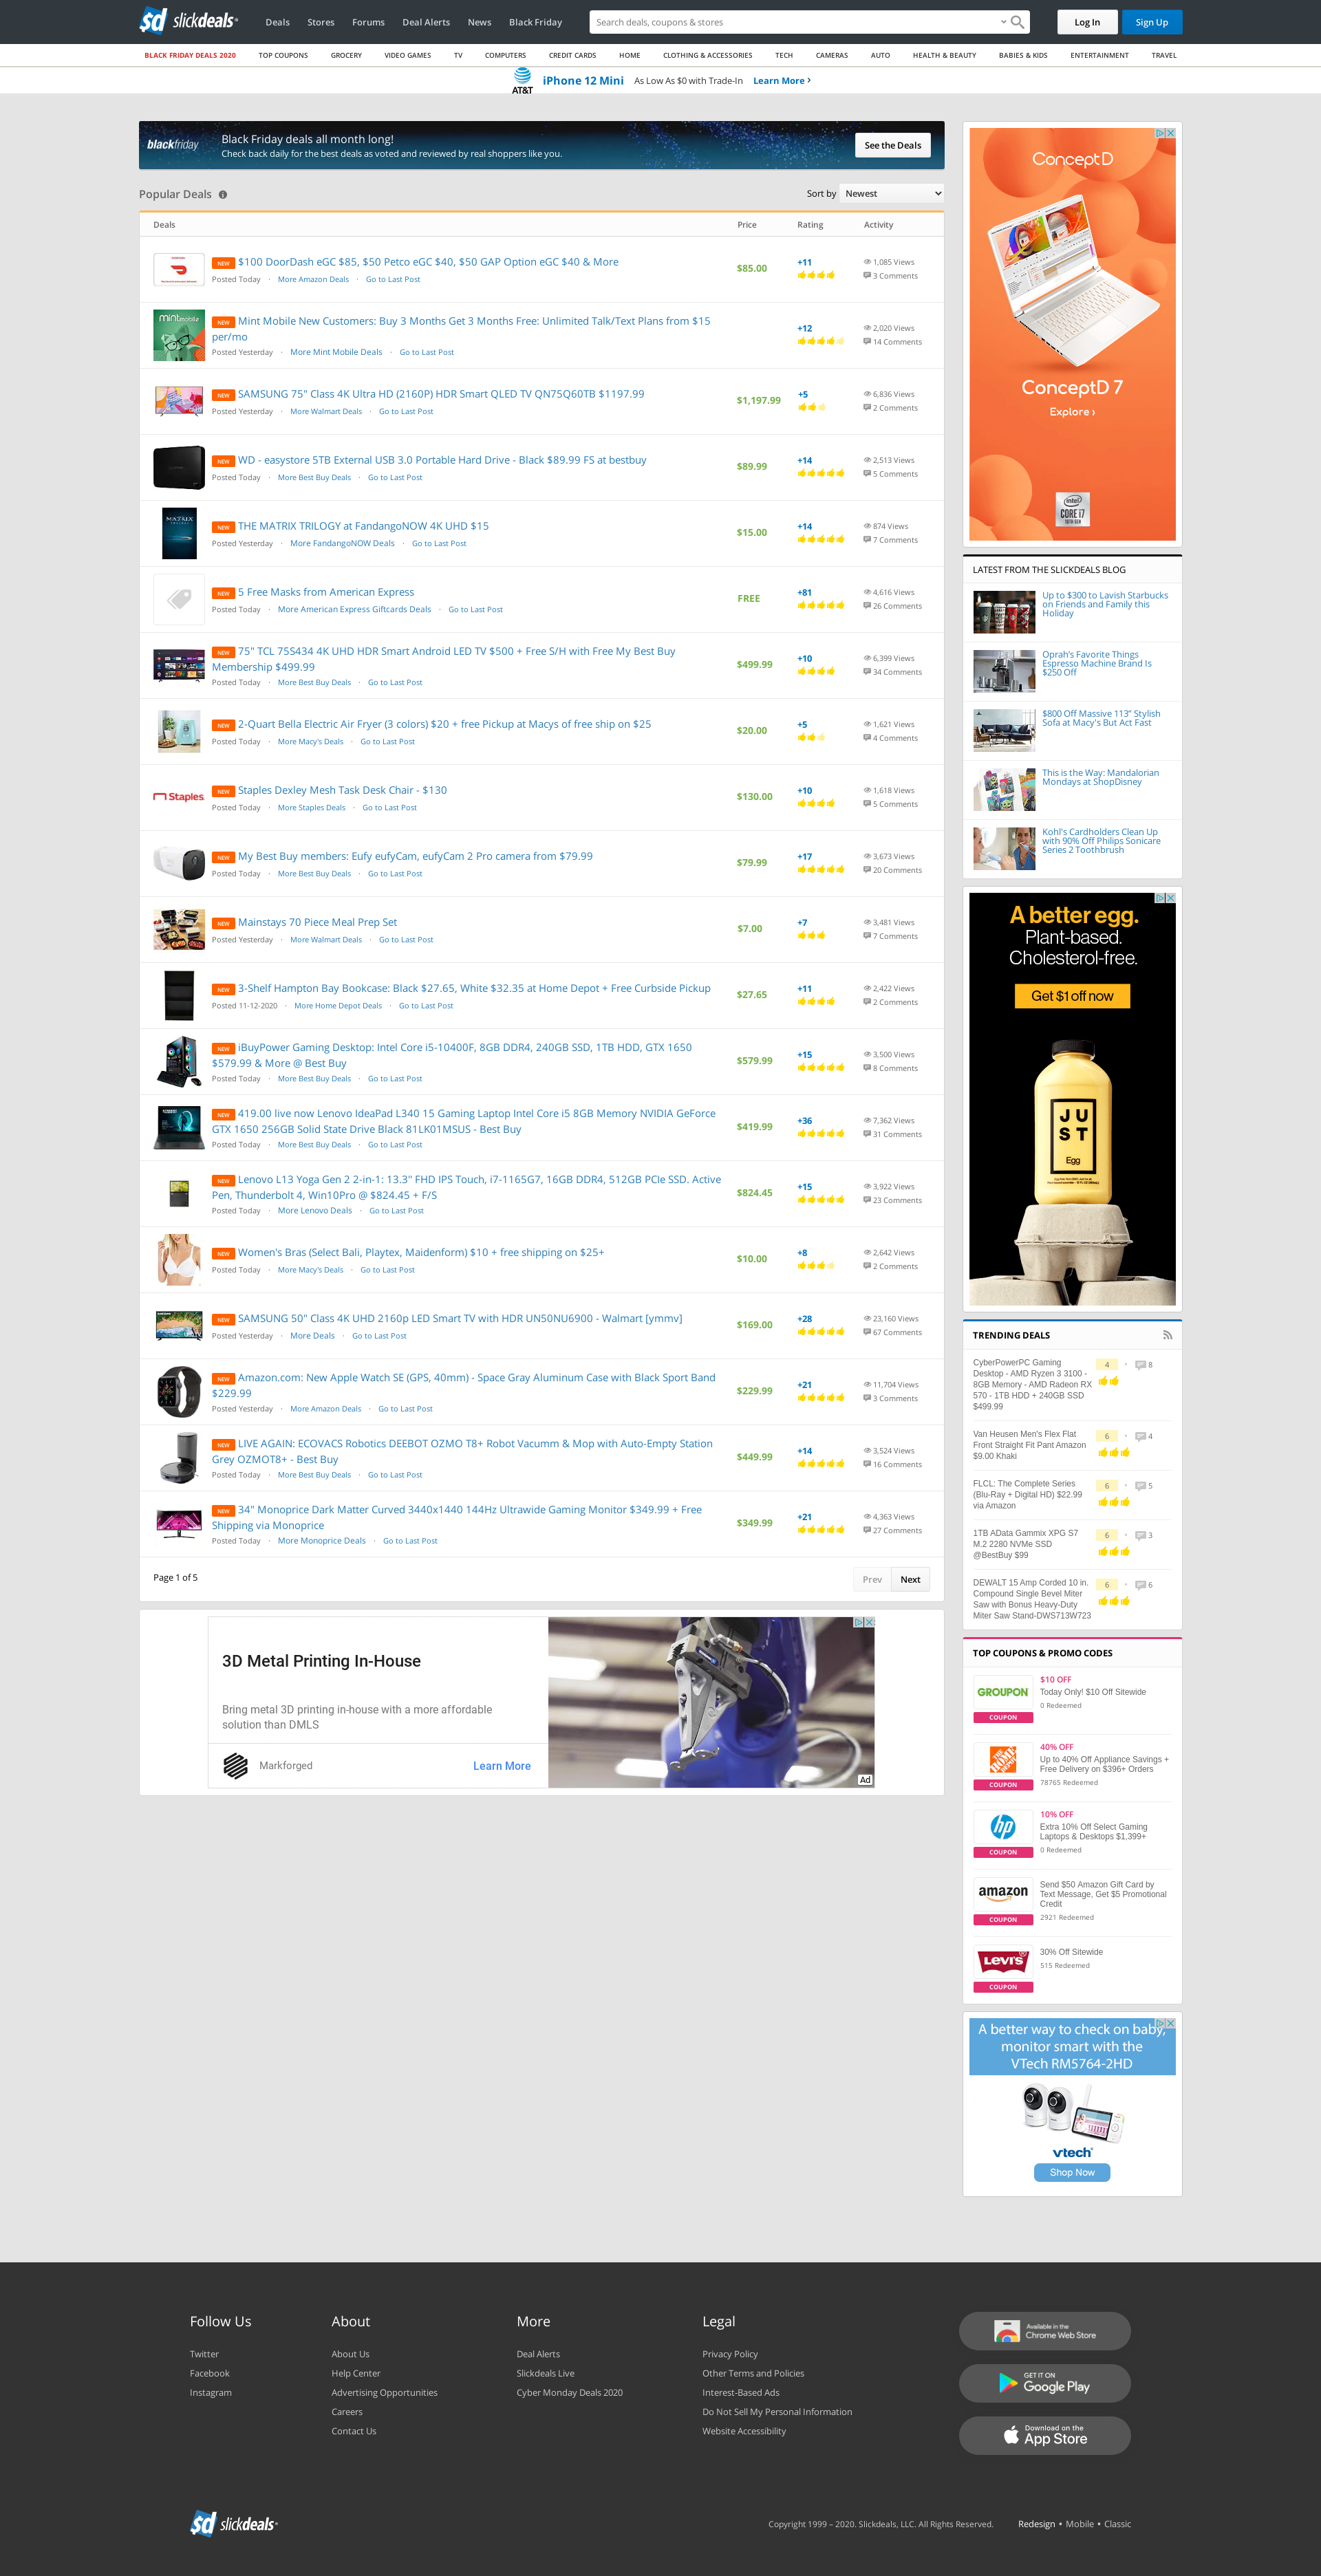 slickdeals
Deals Stores Forums Deal Alerts News Black Friday
Search deals, coupons & stores
Log In
Sign Up
BLACK FRIDAY DEALS 2020 TOP COUPONS GROCERY VIDEO GAMES TV COMPUTERS CREDIT CARDS HOME CLOTHING & ACCESSORIES TECH CAMERAS AUTO HEALTH & BEAUTY BABIES & KIDS ENTERTAINMENT TRAVEL
AT&T iPhone 12 Mini As Low As $0 with Trade-In Learn More ›
blackfriday
Black Friday deals all month long!
Check back daily for the best deals as voted and reviewed by real shoppers like you.
See the Deals
Popular Deals
Sort by Newest
Deals Price Rating Activity
NEW $100 DoorDash eGC $85, $50 Petco eGC $40, $50 GAP Option eGC $40 & More
Posted Today · More Amazon Deals · Go to Last Post
$85.00 +11 1,085 Views
3 Comments
mintmobile
NEW Mint Mobile New Customers: Buy 3 Months Get 3 Months Free: Unlimited Talk/Text Plans from $15
per/mo
Posted Yesterday · More Mint Mobile Deals · Go to Last Post
+12 2,020 Views
14 Comments
NEW SAMSUNG 75" Class 4K Ultra HD (2160P) HDR Smart QLED TV QN75Q60TB $1197.99
Posted Yesterday · More Walmart Deals · Go to Last Post
$1,197.99 +5 6,836 Views
2 Comments
NEW WD - easystore 5TB External USB 3.0 Portable Hard Drive - Black $89.99 FS at bestbuy
Posted Today · More Best Buy Deals · Go to Last Post
$89.99 +14 2,513 Views
5 Comments
MATRIX
NEW THE MATRIX TRILOGY at FandangoNOW 4K UHD $15
Posted Yesterday · More FandangoNOW Deals · Go to Last Post
$15.00 +14 874 Views
7 Comments
NEW 5 Free Masks from American Express
Posted Today · More American Express Giftcards Deals · Go to Last Post
FREE +81 4,616 Views
26 Comments
NEW 75" TCL 75S434 4K UHD HDR Smart Android LED TV $500 + Free S/H with Free My Best Buy
Membership $499.99
Posted Today · More Best Buy Deals · Go to Last Post
$499.99 +10 6,399 Views
34 Comments
NEW 2-Quart Bella Electric Air Fryer (3 colors) $20 + free Pickup at Macys of free ship on $25
Posted Today · More Macy's Deals · Go to Last Post
$20.00 +5 1,621 Views
4 Comments
Staples
NEW Staples Dexley Mesh Task Desk Chair - $130
Posted Today · More Staples Deals · Go to Last Post
$130.00 +10 1,618 Views
5 Comments
NEW My Best Buy members: Eufy eufyCam, eufyCam 2 Pro camera from $79.99
Posted Today · More Best Buy Deals · Go to Last Post
$79.99 +17 3,673 Views
20 Comments
NEW Mainstays 70 Piece Meal Prep Set
Posted Yesterday · More Walmart Deals · Go to Last Post
$7.00 +7 3,481 Views
7 Comments
NEW 3-Shelf Hampton Bay Bookcase: Black $27.65, White $32.35 at Home Depot + Free Curbside Pickup
Posted 11-12-2020 · More Home Depot Deals · Go to Last Post
$27.65 +11 2,422 Views
2 Comments
NEW iBuyPower Gaming Desktop: Intel Core i5-10400F, 8GB DDR4, 240GB SSD, 1TB HDD, GTX 1650
$579.99 & More @ Best Buy
Posted Today · More Best Buy Deals · Go to Last Post
$579.99 +15 3,500 Views
8 Comments
NEW 419.00 live now Lenovo IdeaPad L340 15 Gaming Laptop Intel Core i5 8GB Memory NVIDIA GeForce
GTX 1650 256GB Solid State Drive Black 81LK01MSUS - Best Buy
Posted Today · More Best Buy Deals · Go to Last Post
$419.99 +36 7,362 Views
31 Comments
NEW Lenovo L13 Yoga Gen 2 2-in-1: 13.3" FHD IPS Touch, i7-1165G7, 16GB DDR4, 512GB PCIe SSD. Active
Pen, Thunderbolt 4, Win10Pro @ $824.45 + F/S
Posted Today · More Lenovo Deals · Go to Last Post
$824.45 +15 3,922 Views
23 Comments
NEW Women's Bras (Select Bali, Playtex, Maidenform) $10 + free shipping on $25+
Posted Today · More Macy's Deals · Go to Last Post
$10.00 +8 2,642 Views
2 Comments
NEW SAMSUNG 50" Class 4K UHD 2160p LED Smart TV with HDR UN50NU6900 - Walmart [ymmv]
Posted Yesterday · More Deals · Go to Last Post
$169.00 +28 23,160 Views
67 Comments
NEW Amazon.com: New Apple Watch SE (GPS, 40mm) - Space Gray Aluminum Case with Black Sport Band
$229.99
Posted Yesterday · More Amazon Deals · Go to Last Post
$229.99 +21 11,704 Views
3 Comments
NEW LIVE AGAIN: ECOVACS Robotics DEEBOT OZMO T8+ Robot Vacumm & Mop with Auto-Empty Station
Grey OZMOT8+ - Best Buy
Posted Today · More Best Buy Deals · Go to Last Post
$449.99 +14 3,524 Views
16 Comments
NEW 34" Monoprice Dark Matter Curved 3440x1440 144Hz Ultrawide Gaming Monitor $349.99 + Free
Shipping via Monoprice
Posted Today · More Monoprice Deals · Go to Last Post
$349.99 +21 4,363 Views
27 Comments
Page 1 of 5
Prev Next
3D Metal Printing In-House
Bring metal 3D printing in-house with a more affordable
solution than DMLS
Markforged Learn More
Ad
ConceptD
ConceptD 7
Explore ›
intel
CORE i7
10TH GEN
LATEST FROM THE SLICKDEALS BLOG
Up to $300 to Lavish Starbucks
on Friends and Family this
Holiday
Oprah's Favorite Things
Espresso Machine Brand Is
$250 Off
$800 Off Massive 113" Stylish
Sofa at Macy's But Act Fast
This is the Way: Mandalorian
Mondays at ShopDisney
Kohl's Cardholders Clean Up
with 90% Off Philips Sonicare
Series 2 Toothbrush
A better egg.
Plant-based.
Cholesterol-free.
Get $1 off now
JU
ST
Egg
TRENDING DEALS
CyberPowerPC Gaming
Desktop - AMD Ryzen 3 3100 -
8GB Memory - AMD Radeon RX
570 - 1TB HDD + 240GB SSD
$499.99
4 · 8
Van Heusen Men's Flex Flat
Front Straight Fit Pant Amazon
$9.00 Khaki
6 · 4
FLCL: The Complete Series
(Blu-Ray + Digital HD) $22.99
via Amazon
6 · 5
1TB AData Gammix XPG S7
M.2 2280 NVMe SSD
@BestBuy $99
6 · 3
DEWALT 15 Amp Corded 10 in.
Compound Single Bevel Miter
Saw with Bonus Heavy-Duty
Miter Saw Stand-DWS713W723
6 · 6
TOP COUPONS & PROMO CODES
GROUPON
COUPON
$10 OFF
Today Only! $10 Off Sitewide
0 Redeemed
COUPON
40% OFF
Up to 40% Off Appliance Savings +
Free Delivery on $396+ Orders
78765 Redeemed
hp
COUPON
10% OFF
Extra 10% Off Select Gaming
Laptops & Desktops $1,399+
0 Redeemed
amazon
COUPON
Send $50 Amazon Gift Card by
Text Message, Get $5 Promotional
Credit
2921 Redeemed
LEVI'S
COUPON
30% Off Sitewide
515 Redeemed
A better way to check on baby,
monitor smart with the
VTech RM5764-2HD
vtech
Shop Now
Follow Us
Twitter
Facebook
Instagram
About
About Us
Help Center
Advertising Opportunities
Careers
Contact Us
More
Deal Alerts
Slickdeals Live
Cyber Monday Deals 2020
Legal
Privacy Policy
Other Terms and Policies
Interest-Based Ads
Do Not Sell My Personal Information
Website Accessibility
Available in the
Chrome Web Store
GET IT ON
Google Play
Download on the
App Store
slickdeals
Copyright 1999 – 2020. Slickdeals, LLC. All Rights Reserved. Redesign • Mobile • Classic